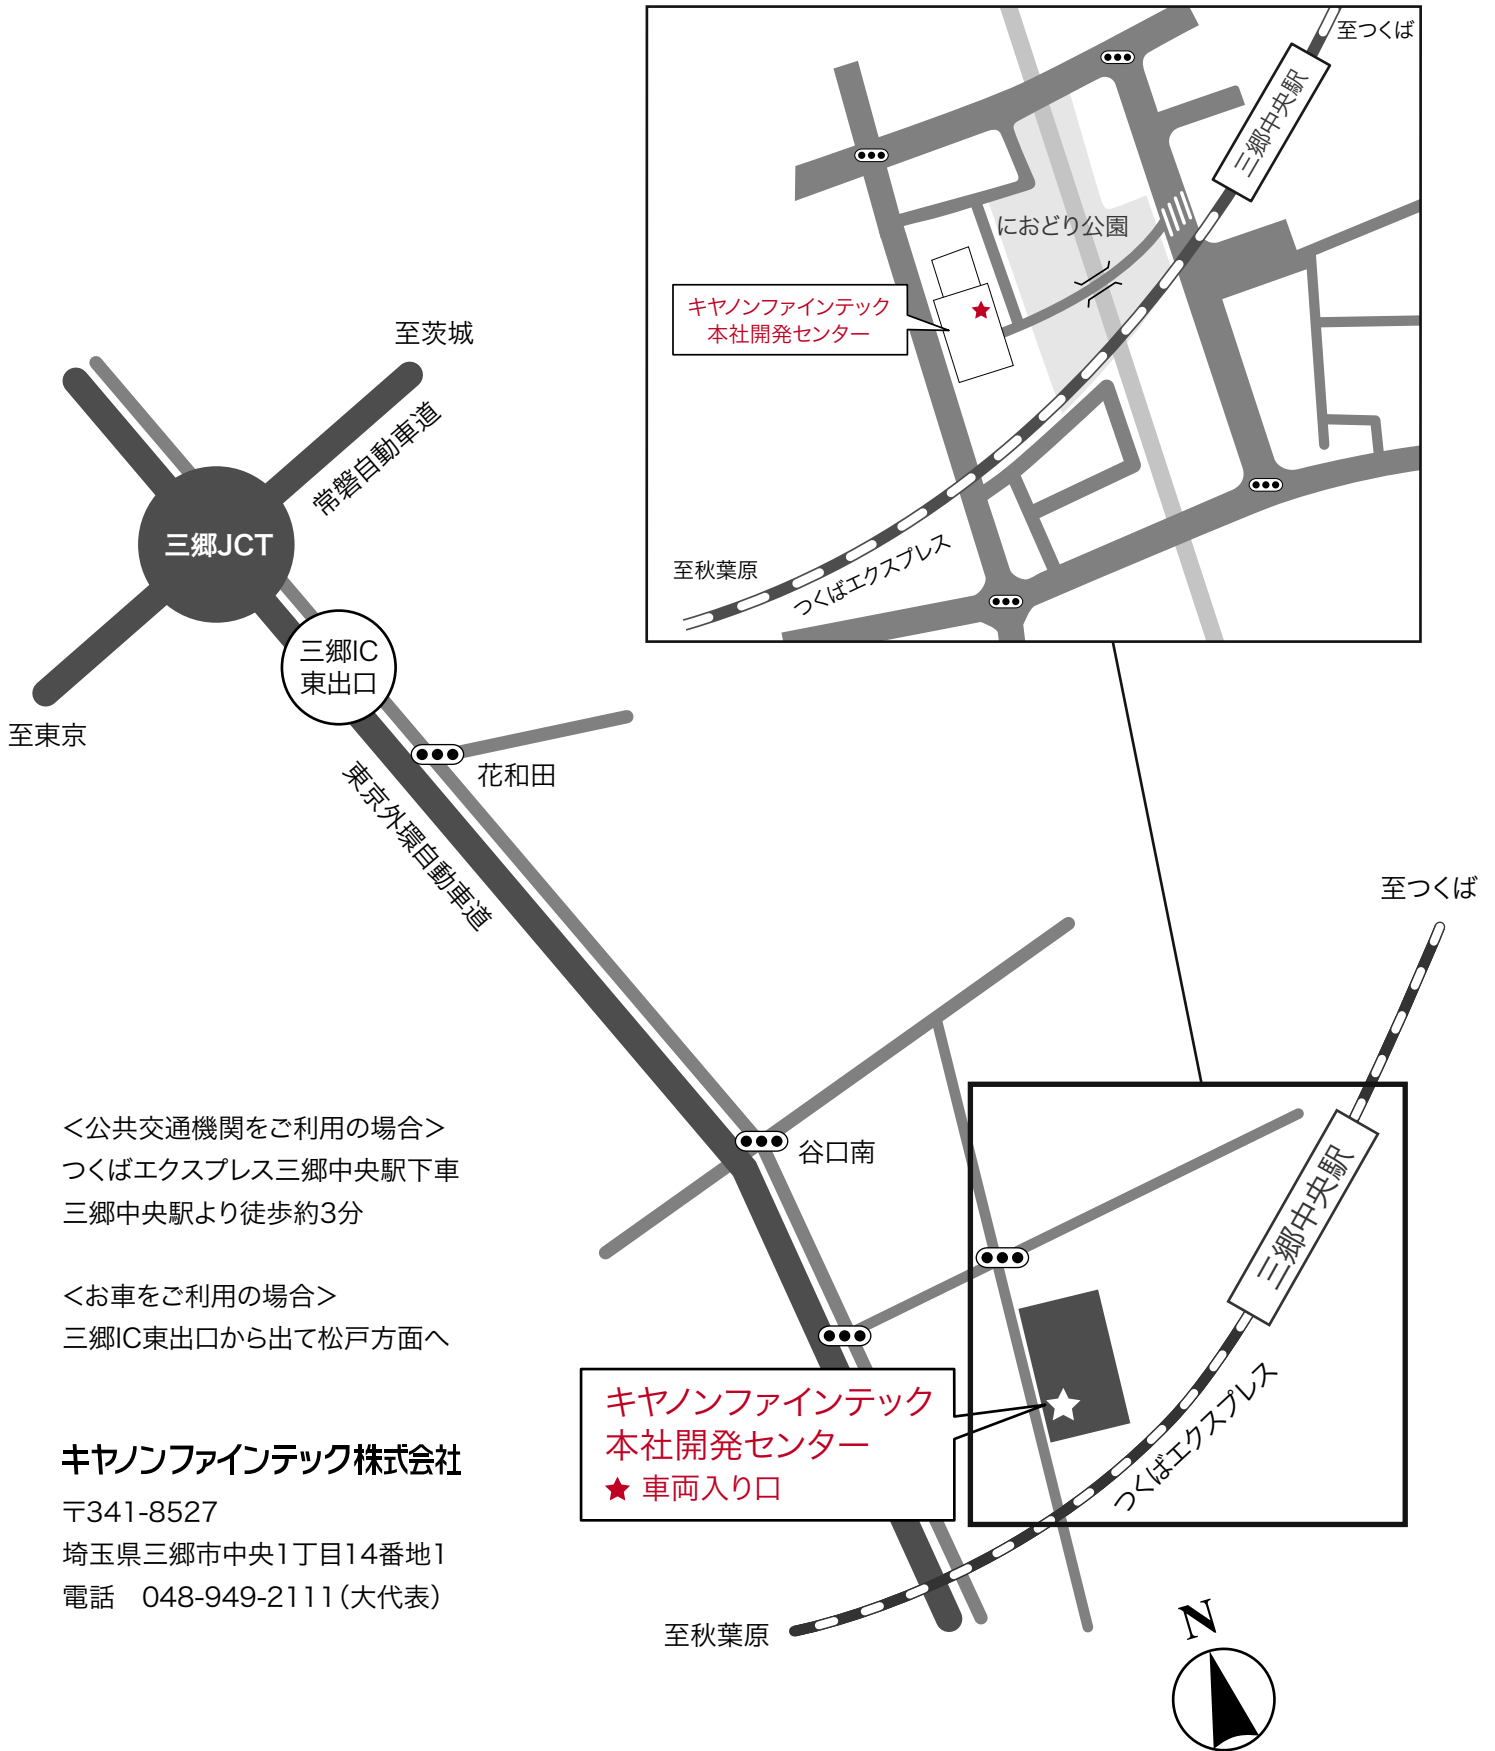 至つくば
三郷中央駅
におどり公園
キヤノンファインテック
本社開発センター
至秋葉原
つくばエクスプレス
至茨城
常磐自動車道
三郷JCT
三郷IC
東出口
至東京
花和田
東京外環自動車道
至つくば
谷口南
三郷中央駅
つくばエクスプレス
キヤノンファインテック
本社開発センター
★ 車両入り口
至秋葉原
N
＜公共交通機関をご利用の場合＞
つくばエクスプレス三郷中央駅下車
三郷中央駅より徒歩約3分
＜お車をご利用の場合＞
三郷IC東出口から出て松戸方面へ
キヤノンファインテック株式会社
〒341-8527
埼玉県三郷市中央1丁目14番地1
電話　048-949-2111（大代表）